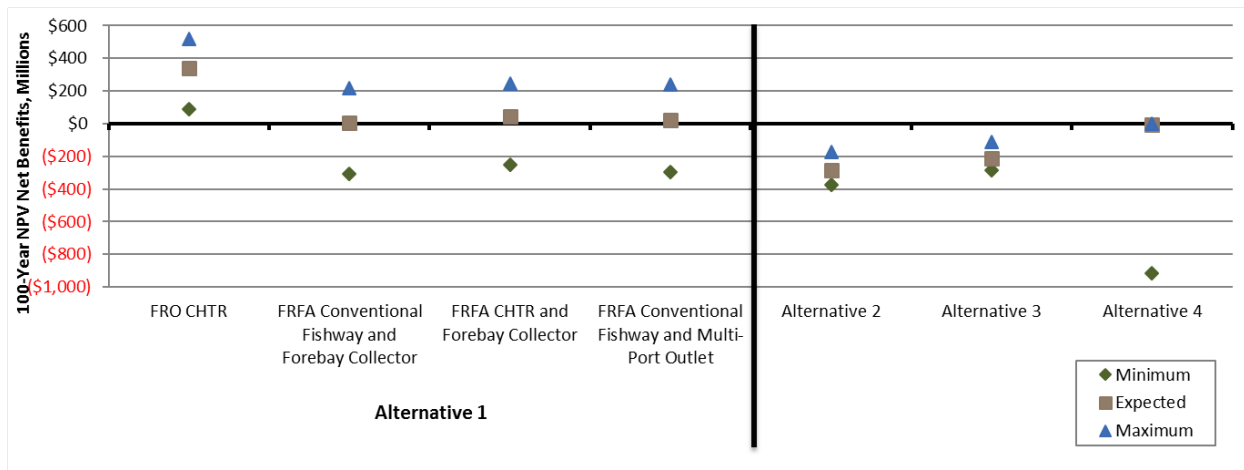 100-Year NPV Net Benefits, Millions
$600
$400
$200
$0
($200)
($400)
($600)
($800)
($1,000)
FRO CHTR
FRFA Conventional
Fishway and
Forebay Collector
FRFA CHTR and
Forebay Collector
FRFA Conventional
Fishway and Multi-
Port Outlet
Alternative 2
Alternative 3
Alternative 4
Alternative 1
Minimum
Expected
Maximum